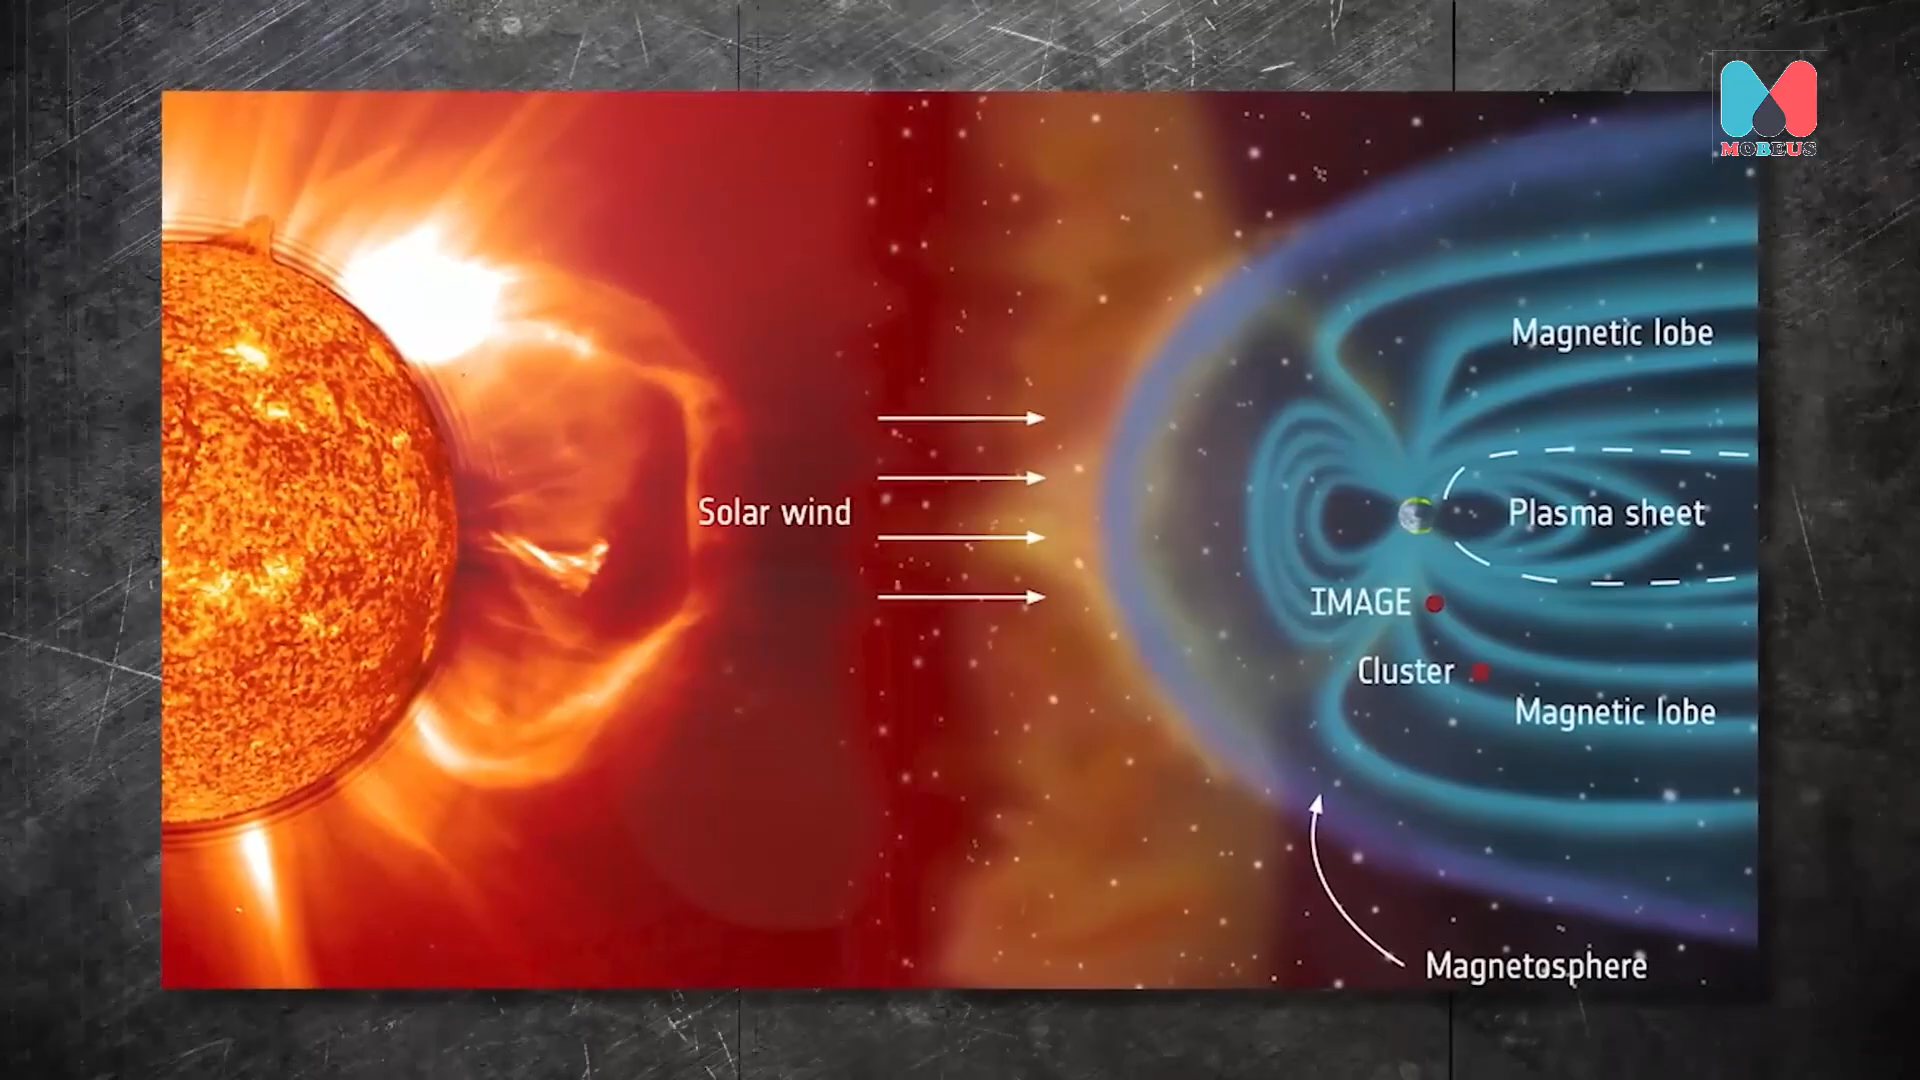 MOBEUS
Magnetic lobe
Solar wind
Plasma sheet
IMAGE
Cluster
Magnetic lobe
Magnetosphere